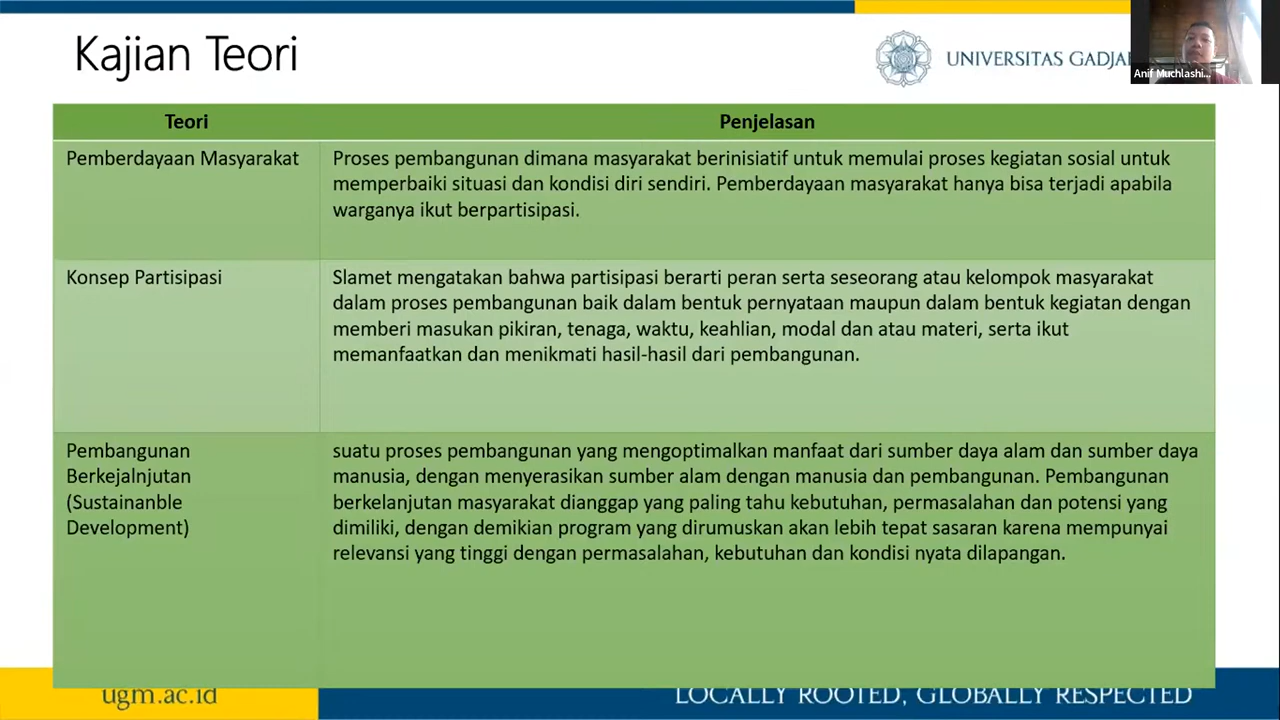 Kajian Teori
UNIVERSITAS
Anif Muchlashi...
Teori
Penjelasan
Pemberdayaan Masyarakat
Proses pembangunan dimana masyarakat berinisiatif untuk memulai proses kegiatan sosial untuk
memperbaiki situasi dan kondisi diri sendiri. Pemberdayaan masyarakat hanya bisa terjadi apabila
warganya ikut berpartisipasi.
Konsep Partisipasi
Slamet mengatakan bahwa partisipasi berarti peran serta seseorang atau kelompok masyarakat
dalam proses pembangunan baik dalam bentuk pernyataan maupun dalam bentuk kegiatan dengan
memberi masukan pikiran, tenaga, waktu, keahlian, modal dan atau materi, serta ikut
memanfaatkan dan menikmati hasil-hasil dari pembangunan.
Pembangunan
Berkejalnjutan
(Sustainanble
Development)
suatu proses pembangunan yang mengoptimalkan manfaat dari sumber daya alam dan sumber daya
manusia, dengan menyerasikan sumber alam dengan manusia dan pembangunan. Pembangunan
berkelanjutan masyarakat dianggap yang paling tahu kebutuhan, permasalahan dan potensi yang
dimiliki, dengan demikian program yang dirumuskan akan lebih tepat sasaran karena mempunyai
relevansi yang tinggi dengan permasalahan, kebutuhan dan kondisi nyata dilapangan.
ugm.ac.id
LOCALLY ROOTED, GLOBALLY RESPECTED